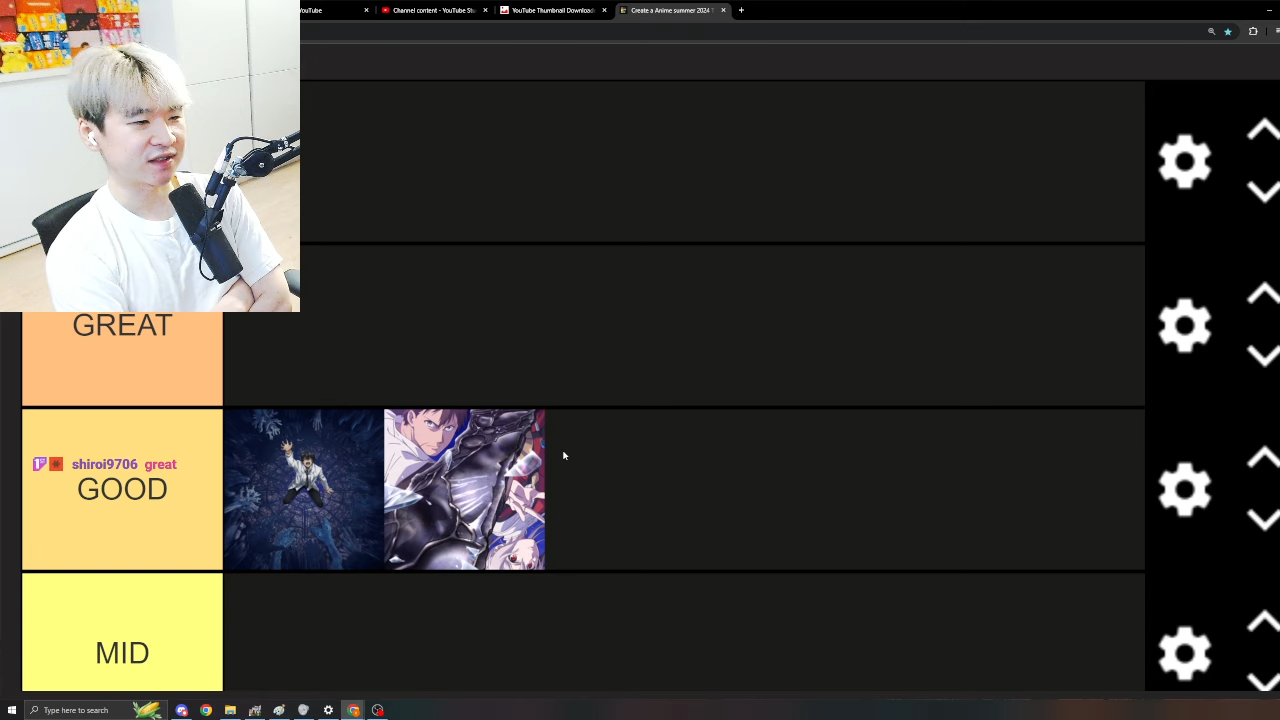 YouTube
Channel content - YouTube Stu
YouTube Thumbnail Download
Create a Anime summer 2024 T
GREAT
shiroi9706 great
GOOD
MID
Type here to search